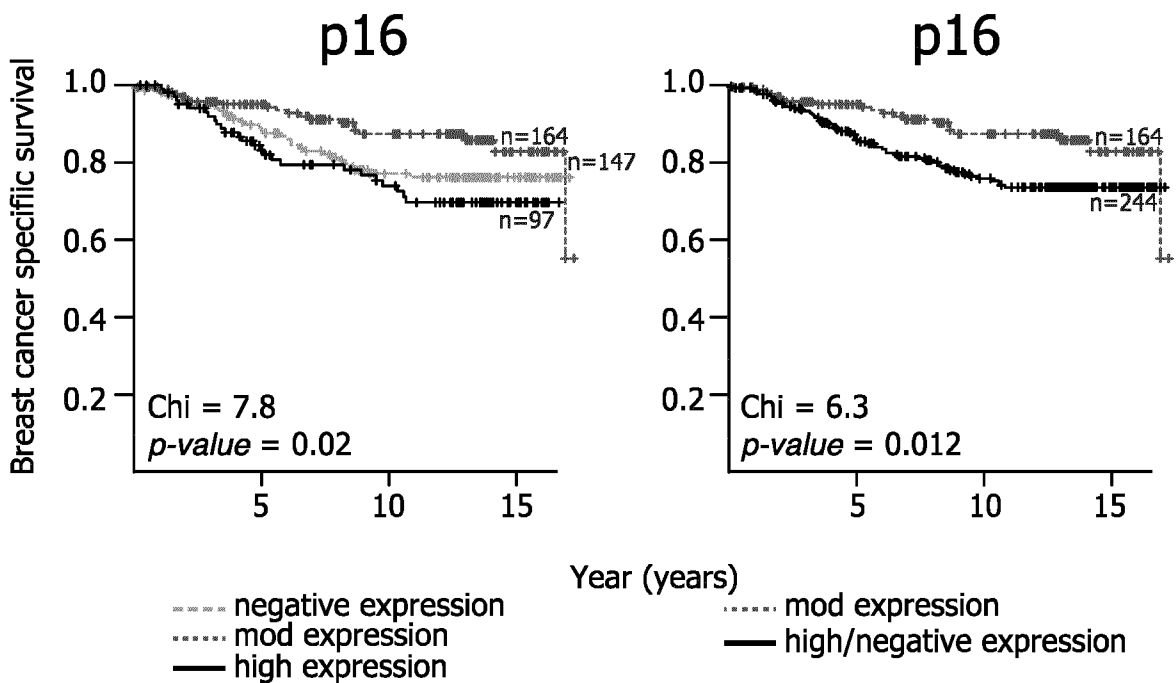 p16
Breast cancer specific survival
1.0
0.8
0.6
0.4
0.2
n=164
n=147
n=97
Chi = 7.8
p-value = 0.02
5 10 15
p16
1.0
0.8
0.6
0.4
0.2
n=164
n=244
Chi = 6.3
p-value = 0.012
5 10 15
Year (years)
negative expression
mod expression
high expression
mod expression
high/negative expression